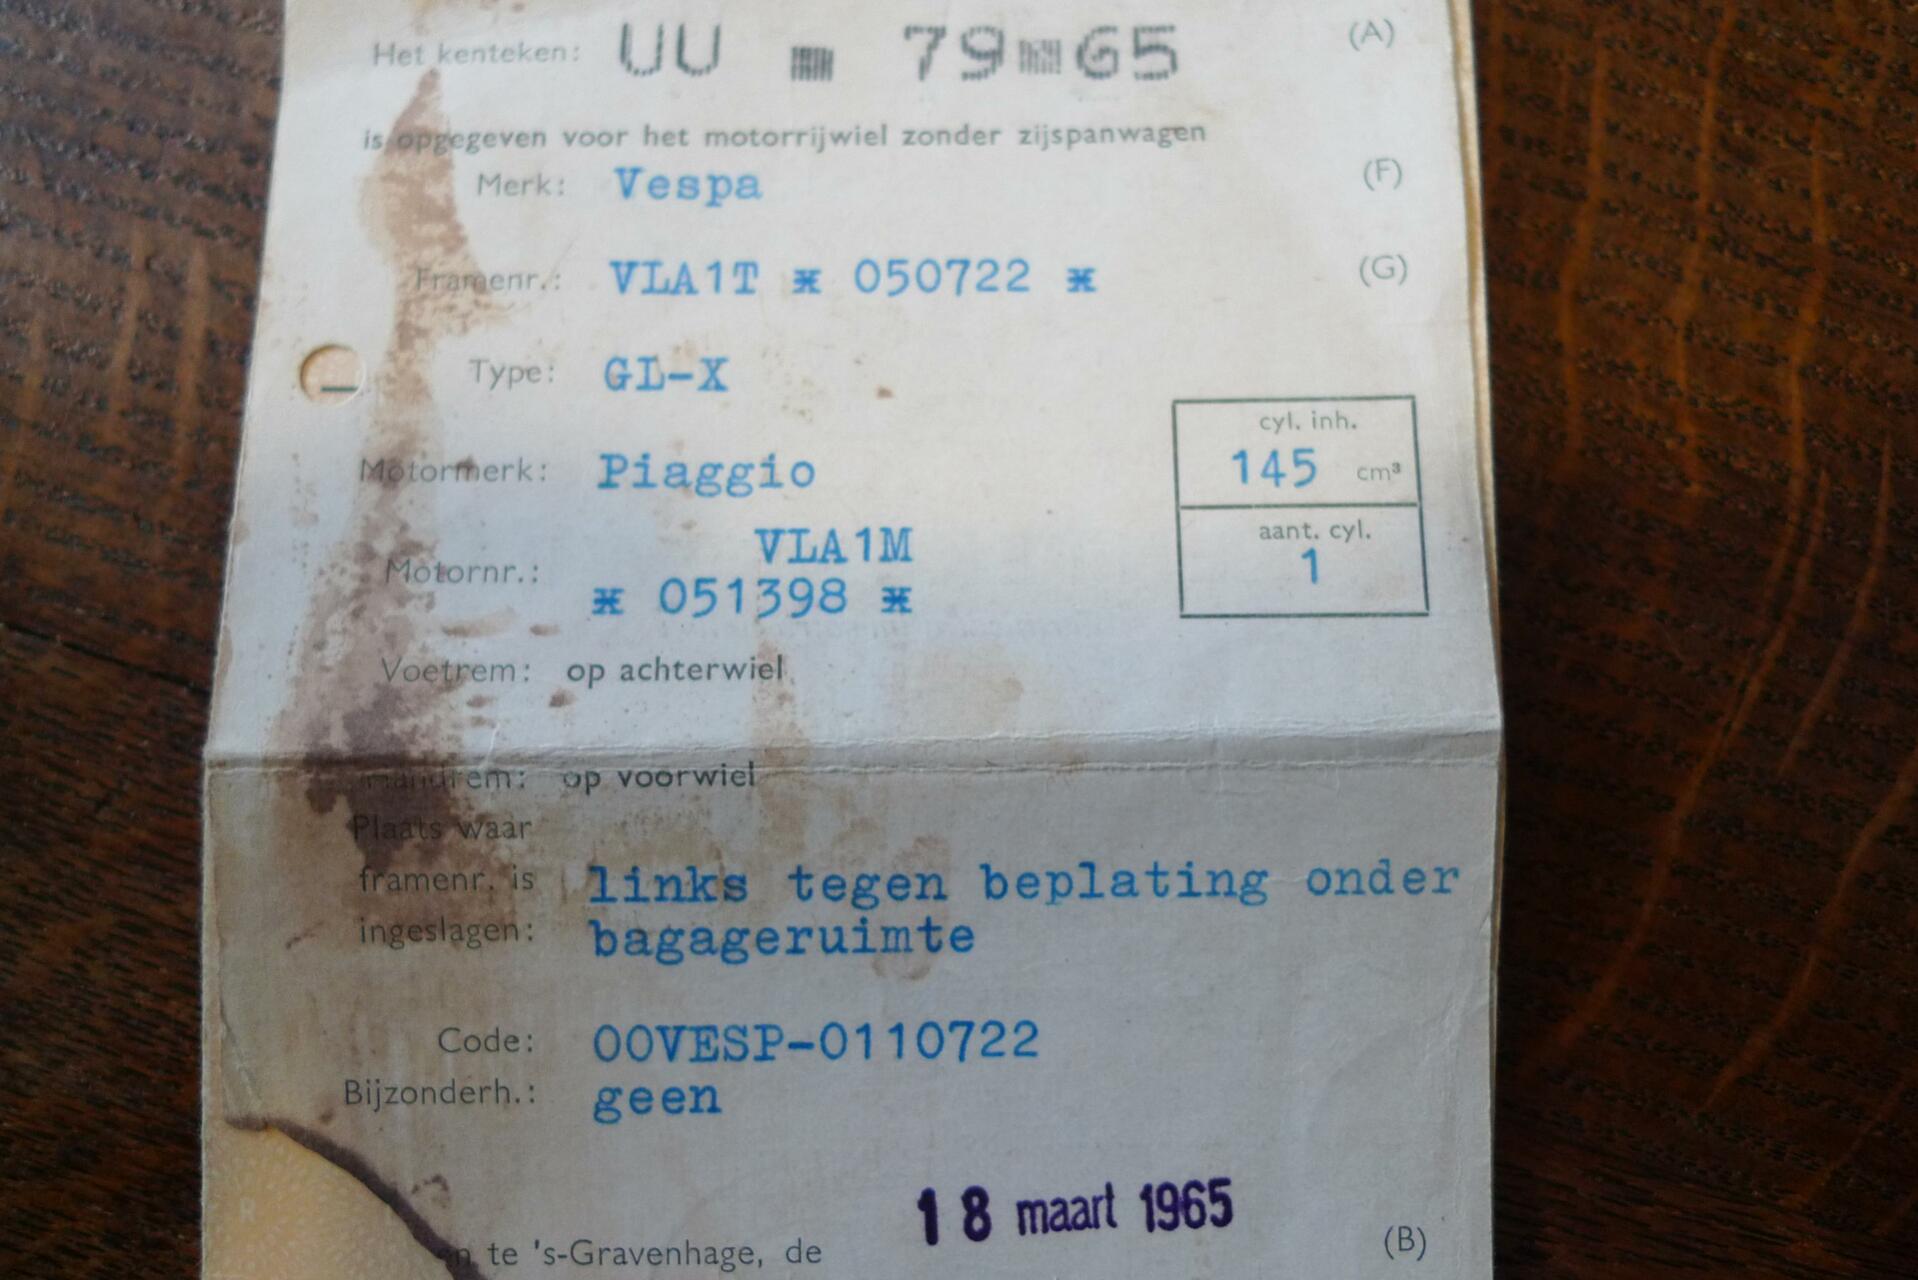 Het kenteken: UU - 79-65 (A)
is opgegeven voor het motorrijwiel zonder zijspanwagen
Merk: Vespa (F)
Framenr.: VLA1T * 050722 * (G)
Type: GL-X
cyl. inh.
Motormerk: Piaggio 145 cm³
aant. cyl.
VLA1M
Motornr.: * 051398 * 1
Voetrem: op achterwiel
Handrem: op voorwiel
Plaats waar
framenr. is links tegen beplating onder
ingeslagen: bagageruimte
Code: 00VESP-0110722
Bijzonderh.: geen
18 maart 1965
te 's-Gravenhage, de (B)